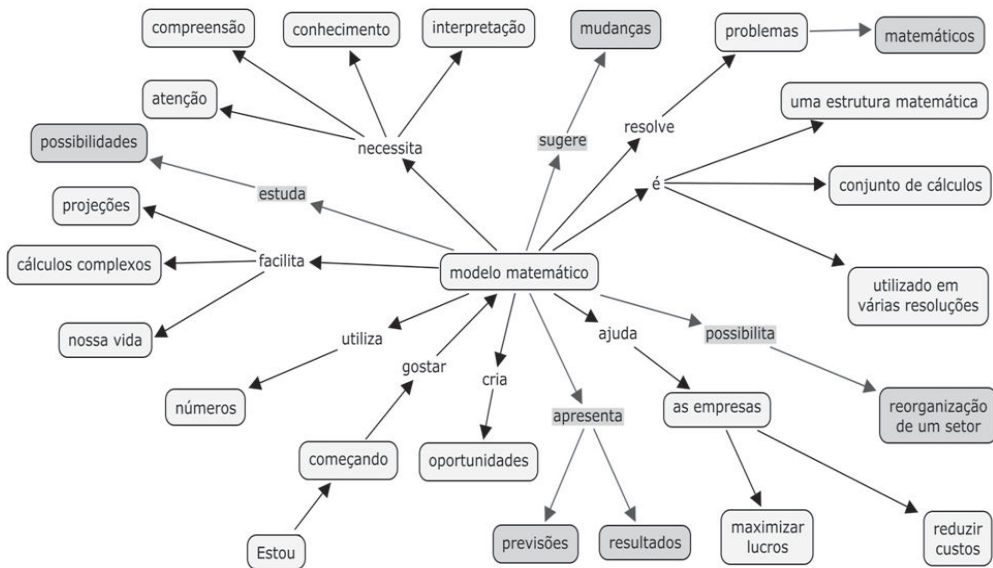 compreensão
conhecimento
interpretação
mudanças
problemas
matemáticos
atenção
uma estrutura matemática
possibilidades
necessita
sugere
resolve
estuda
é
conjunto de cálculos
projeções
cálculos complexos
facilita
modelo matemático
utilizado em
várias resoluções
nossa vida
utiliza
ajuda
possibilita
gostar
cria
números
apresenta
as empresas
reorganização
de um setor
começando
oportunidades
Estou
previsões
resultados
maximizar
lucros
reduzir
custos